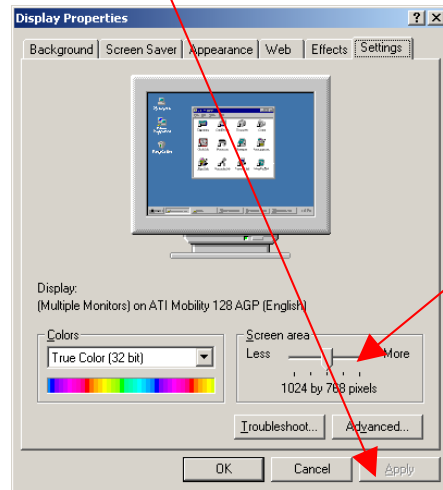 Display Properties
Background Screen Saver Appearance Web Effects Settings
Display:
(Multiple Monitors) on ATI Mobility 128 AGP (English)
Colors
True Color (32 bit)
Screen area
Less More
1024 by 768 pixels
Troubleshoot... Advanced...
OK Cancel Apply